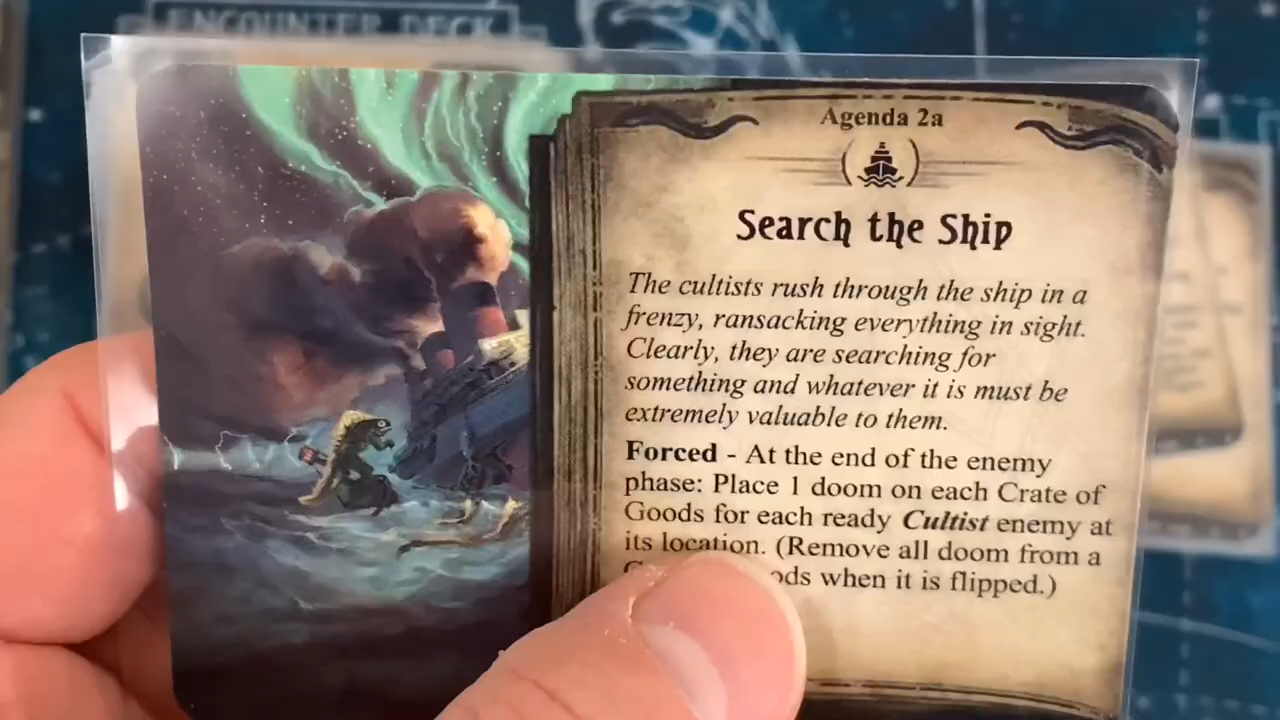 ENCOUNTER DECK
Agenda 2a
Search the Ship
The cultists rush through the ship in a
frenzy, ransacking everything in sight.
Clearly, they are searching for
something and whatever it is must be
extremely valuable to them.
Forced - At the end of the enemy
phase: Place 1 doom on each Crate of
Goods for each ready Cultist enemy at
its location. (Remove all doom from a
when it is flipped.)